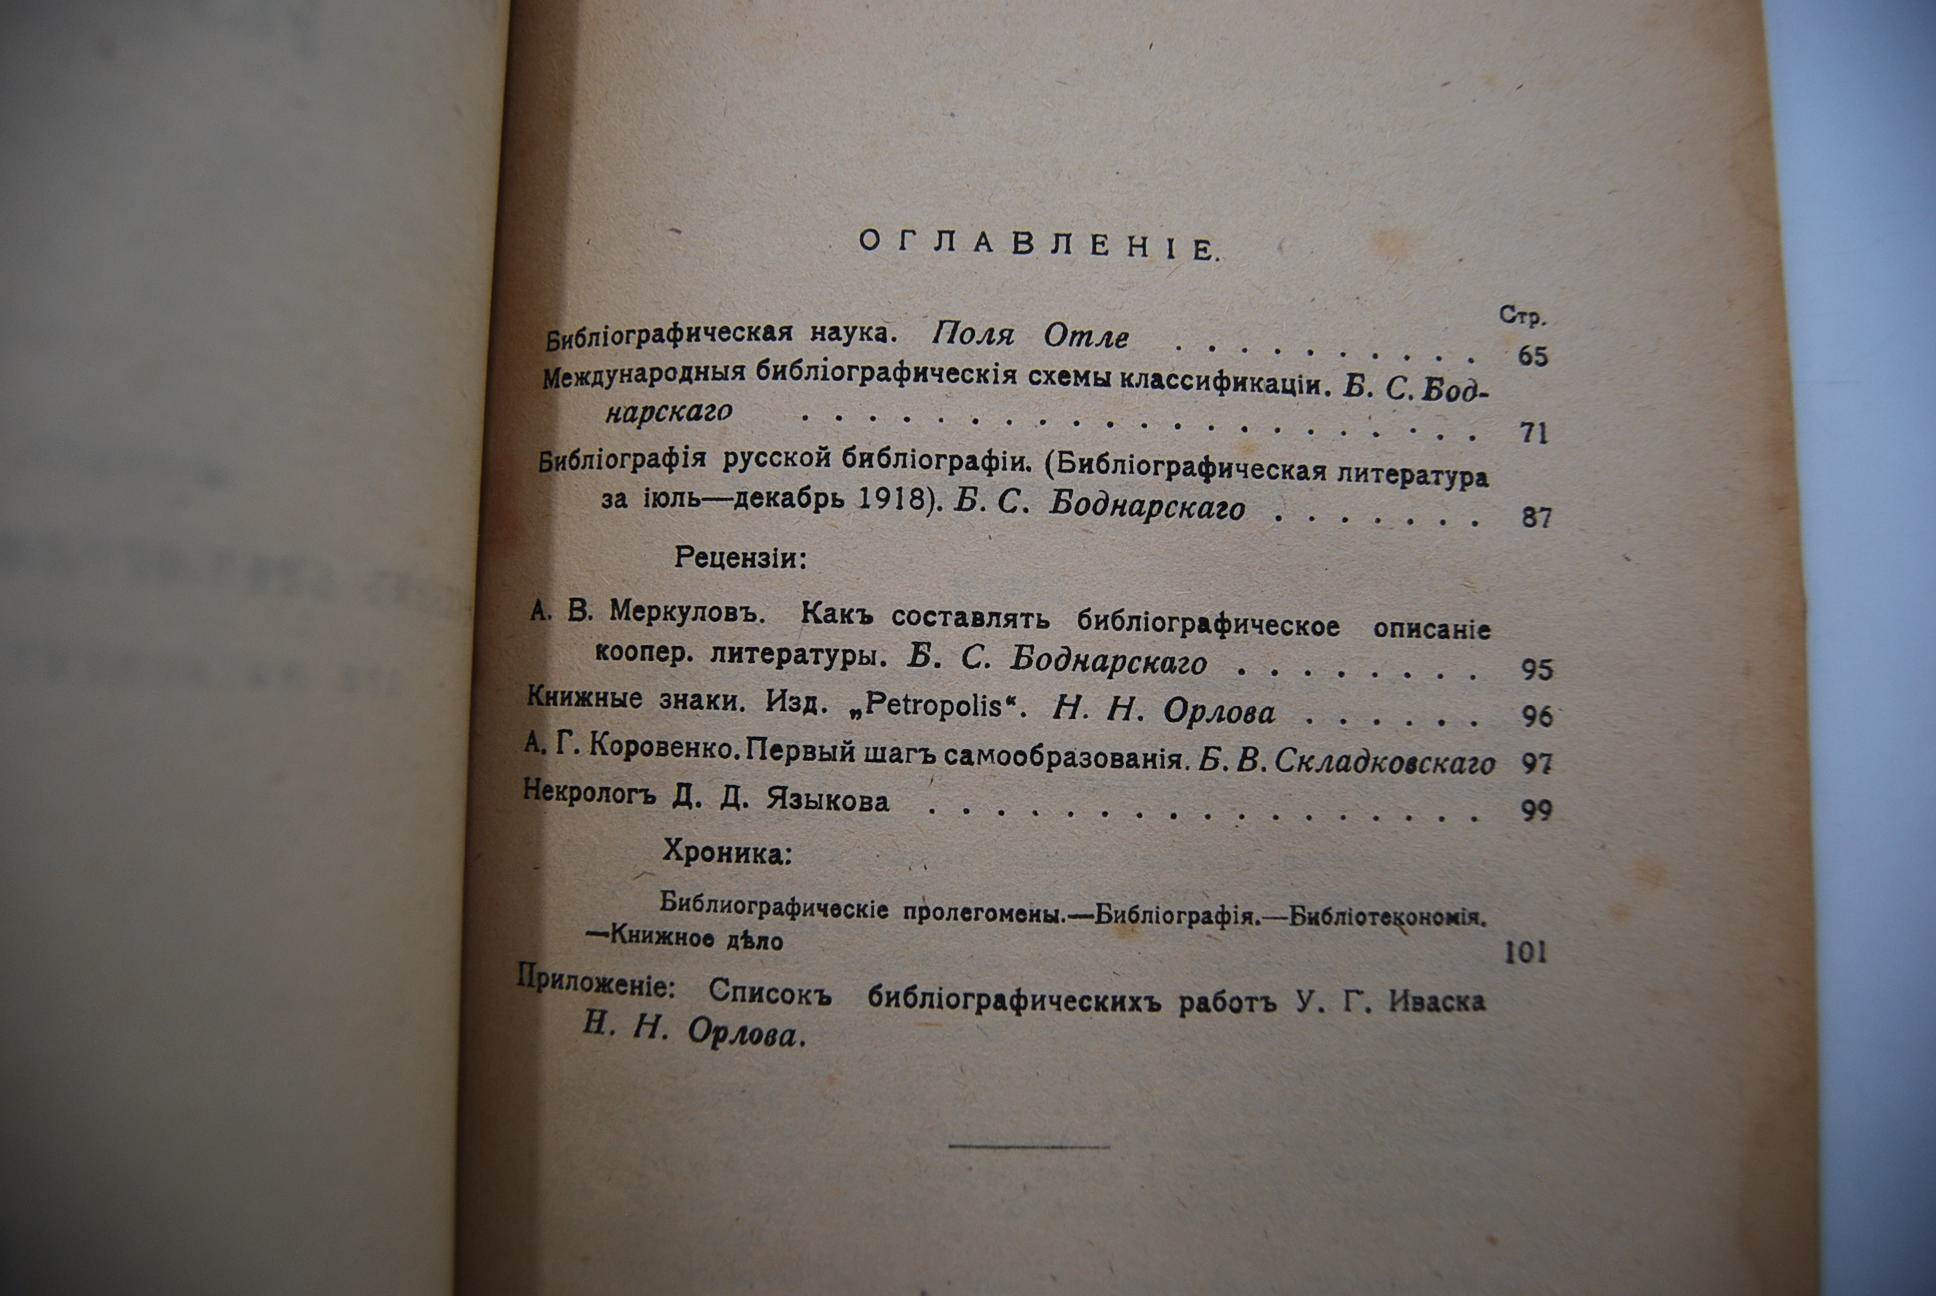 ОГЛАВЛЕНІЕ.
Стр.
Библіографическая наука. Поля Отле . . . . . . . . . . 65
Международныя библіографическія схемы классификаціи. Б. С. Бод-
нарскаго . . . . . . . . . . . . . . . . . . . . 71
Библіографія русской библіографіи. (Библіографическая литература
за іюль—декабрь 1918). Б. С. Боднарскаго . . . . . . . 87
Рецензіи:
А. В. Меркуловъ. Какъ составлять библіографическое описаніе
коопер. литературы. Б. С. Боднарскаго . . . . . . . . 95
Книжные знаки. Изд. „Petropolis“. Н. Н. Орлова . . . . . . 96
А. Г. Коровенко. Первый шагъ самообразованія. Б. В. Складковскаго 97
Некрологъ Д. Д. Языкова . . . . . . . . . . . . . . . . . 99
Хроника:
Библиографическіе пролегомены.—Библіографія.—Библіотекономія.
—Книжное дѣло 101
Приложеніе: Списокъ библіографическихъ работъ У. Г. Иваска
Н. Н. Орлова.